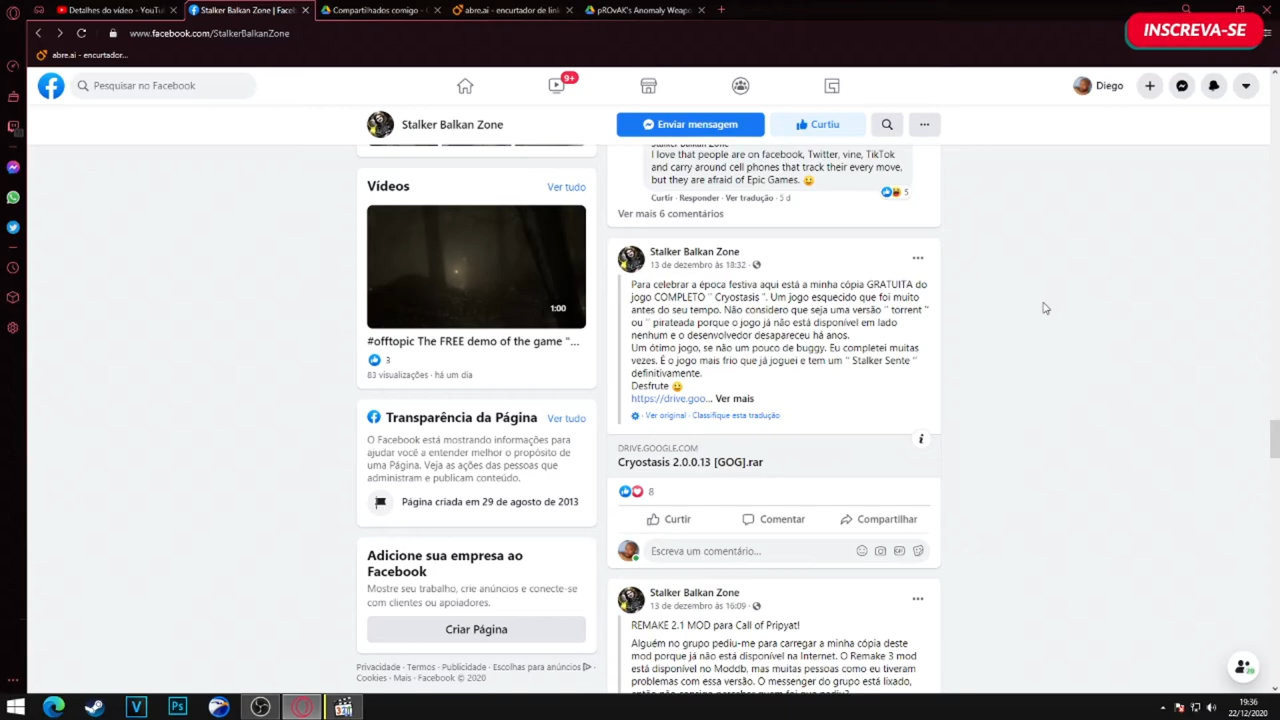 Detalhes do vídeo - YouTu
Stalker Balkan Zone | Faceb
Compartilhados comigo - G
abre.ai - encurtador de link
pROvAK's Anomaly Weapo
www.facebook.com/StalkerBalkanZone
INSCREVA-SE
abre.ai - encurtador...
Pesquisar no Facebook
9+
Diego
Stalker Balkan Zone
Enviar mensagem
Curtiu
Vídeos
Ver tudo
1:00
#offtopic The FREE demo of the game "...
3
83 visualizações · há um dia
Transparência da Página
Ver tudo
O Facebook está mostrando informações para
ajudar você a entender melhor o propósito de
uma Página. Veja as ações das pessoas que
administram e publicam conteúdo.
Página criada em 29 de agosto de 2013
Adicione sua empresa ao
Facebook
Mostre seu trabalho, crie anúncios e conecte-se
com clientes ou apoiadores.
Criar Página
Privacidade · Termos · Publicidade · Escolhas para anúncios ·
Cookies · Mais · Facebook © 2020
Stalker Balkan Zone
I love that people are on facebook, Twitter, vine, TikTok
and carry around cell phones that track their every move,
but they are afraid of Epic Games.
5
Curtir · Responder · Ver tradução · 5 d
Ver mais 6 comentários
Stalker Balkan Zone
13 de dezembro às 18:32 ·
Para celebrar a época festiva aqui está a minha cópia GRATUITA do
jogo COMPLETO '' Cryostasis ''. Um jogo esquecido que foi muito
antes do seu tempo. Não considero que seja uma versão '' torrent ''
ou '' pirateada porque o jogo já não está disponível em lado
nenhum e o desenvolvedor desapareceu há anos.
Um ótimo jogo, se não um pouco de buggy. Eu completei muitas
vezes. É o jogo mais frio que já joguei e tem um '' Stalker Sente ''
definitivamente.
Desfrute
https://drive.goo... Ver mais
· Ver original · Classifique esta tradução
DRIVE.GOOGLE.COM
Cryostasis 2.0.0.13 [GOG].rar
8
Curtir
Comentar
Compartilhar
Escreva um comentário...
Stalker Balkan Zone
13 de dezembro às 16:09 ·
REMAKE 2.1 MOD para Call of Pripyat!
Alguém no grupo pediu-me para carregar a minha cópia deste
mod porque já não está disponível na Internet. O Remake 3 mod
está disponível no Moddb, mas muitas pessoas como eu tiveram
problemas com essa versão. O messenger do grupo está lixado,
19:36
22/12/2020